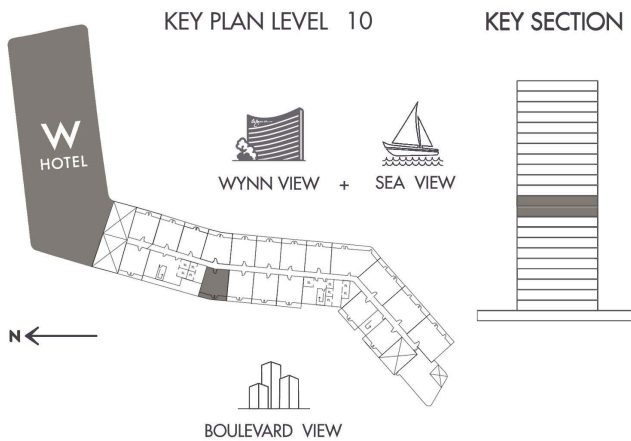 KEY PLAN LEVEL 10
KEY SECTION
W
HOTEL
WYNN VIEW + SEA VIEW
N
BOULEVARD VIEW